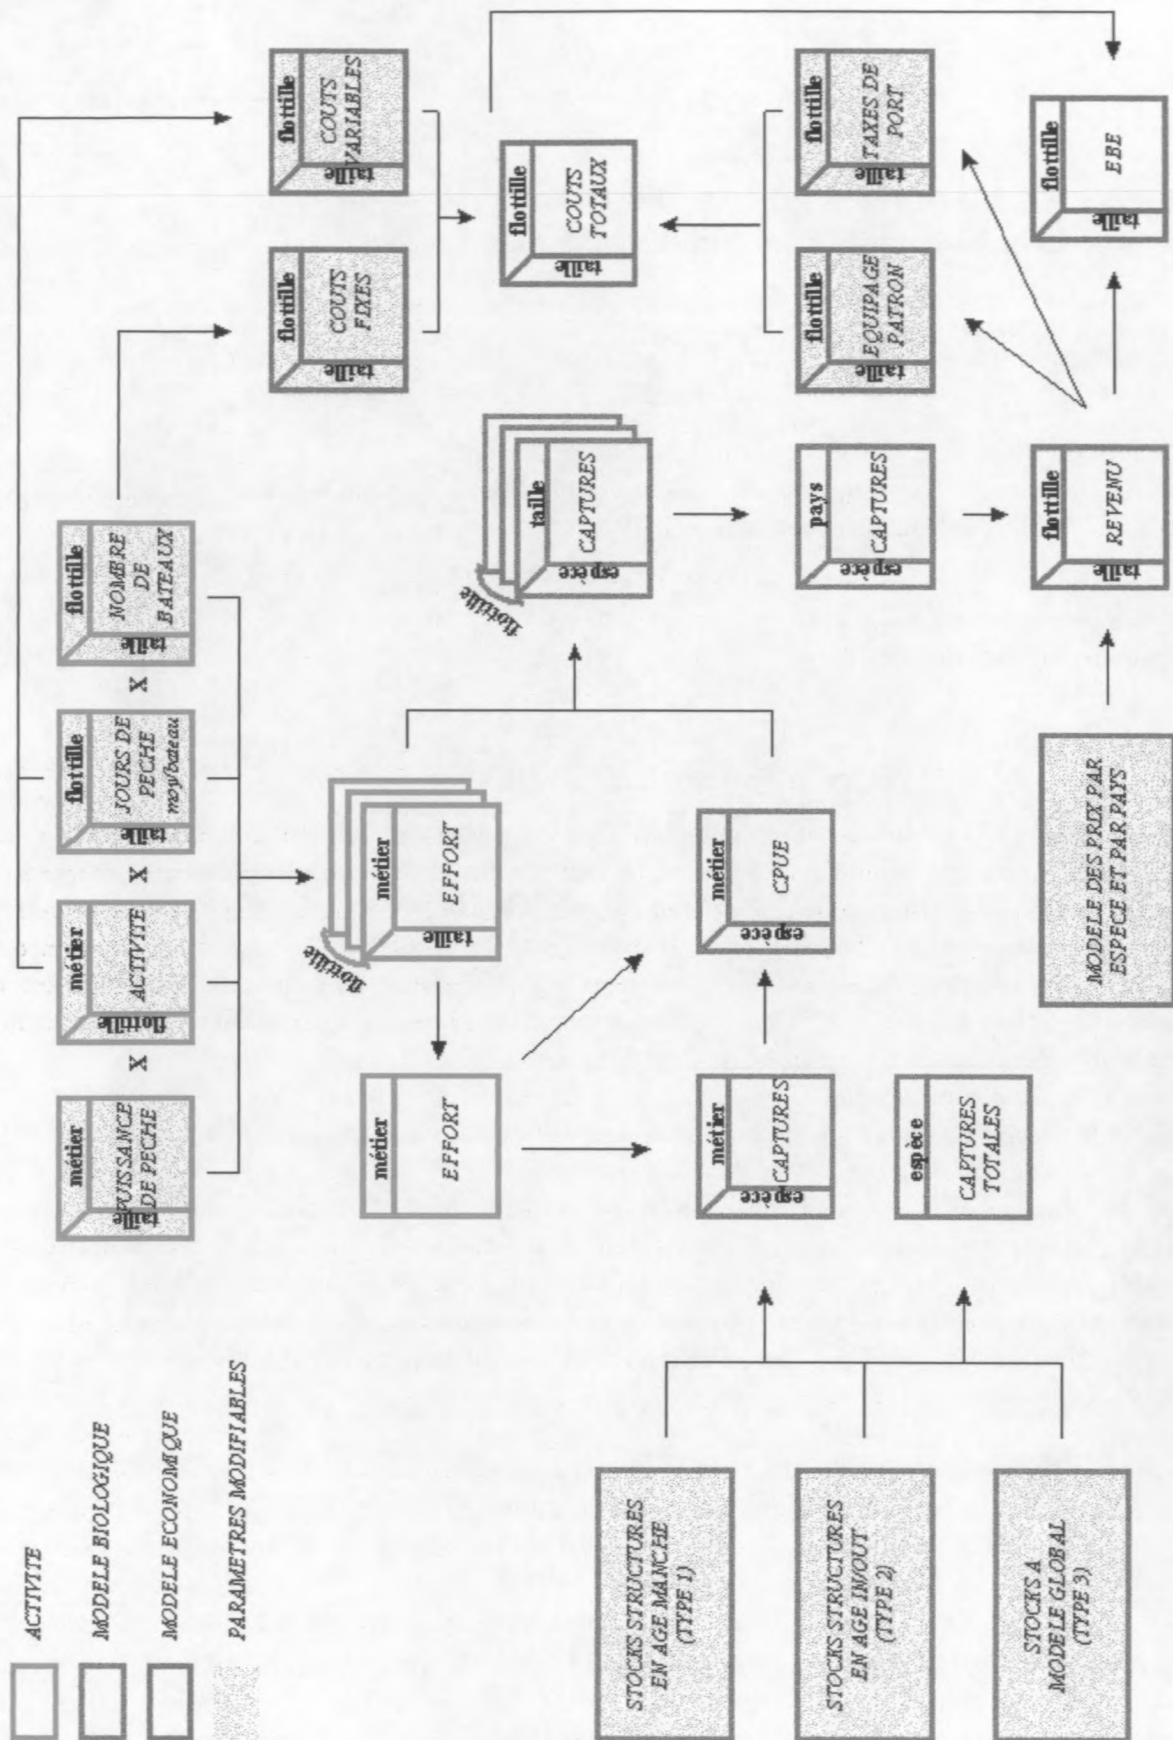 ACTIVITE
MODELE BIOLOGIQUE
MODELE ECONOMIQUE
PARAMETRES MODIFIABLES
métier
taille
PUISSANCE
DE PECHE
X
métier
flottille
ACTIVITE
X
flottille
taille
JOURS DE
PECHE
moy/bateau
X
flottille
taille
NOMBRE
DE
BATEAUX
flottille
taille
COUTS
FIXES
flottille
taille
COUTS
VARIABLES
métier
EFFORT
flottille
métier
taille
EFFORT
flottille
taille
COUTS
TOTAUX
STOCKS STRUCTURES
EN AGE MANCHE
(TYPE 1)
STOCKS STRUCTURES
EN AGE IN/OUT
(TYPE 2)
STOCKS A
MODELE GLOBAL
(TYPE 3)
métier
espèce
CAPTURES
métier
espèce
CPUE
flottille
taille
espèce
CAPTURES
espèce
CAPTURES
TOTALES
pays
espèce
CAPTURES
flottille
taille
EQUIPAGE
PATRON
flottille
taille
TAXES DE
PORT
MODELE DES PRIX PAR
ESPECE ET PAR PAYS
flottille
taille
REVENU
flottille
taille
EBE